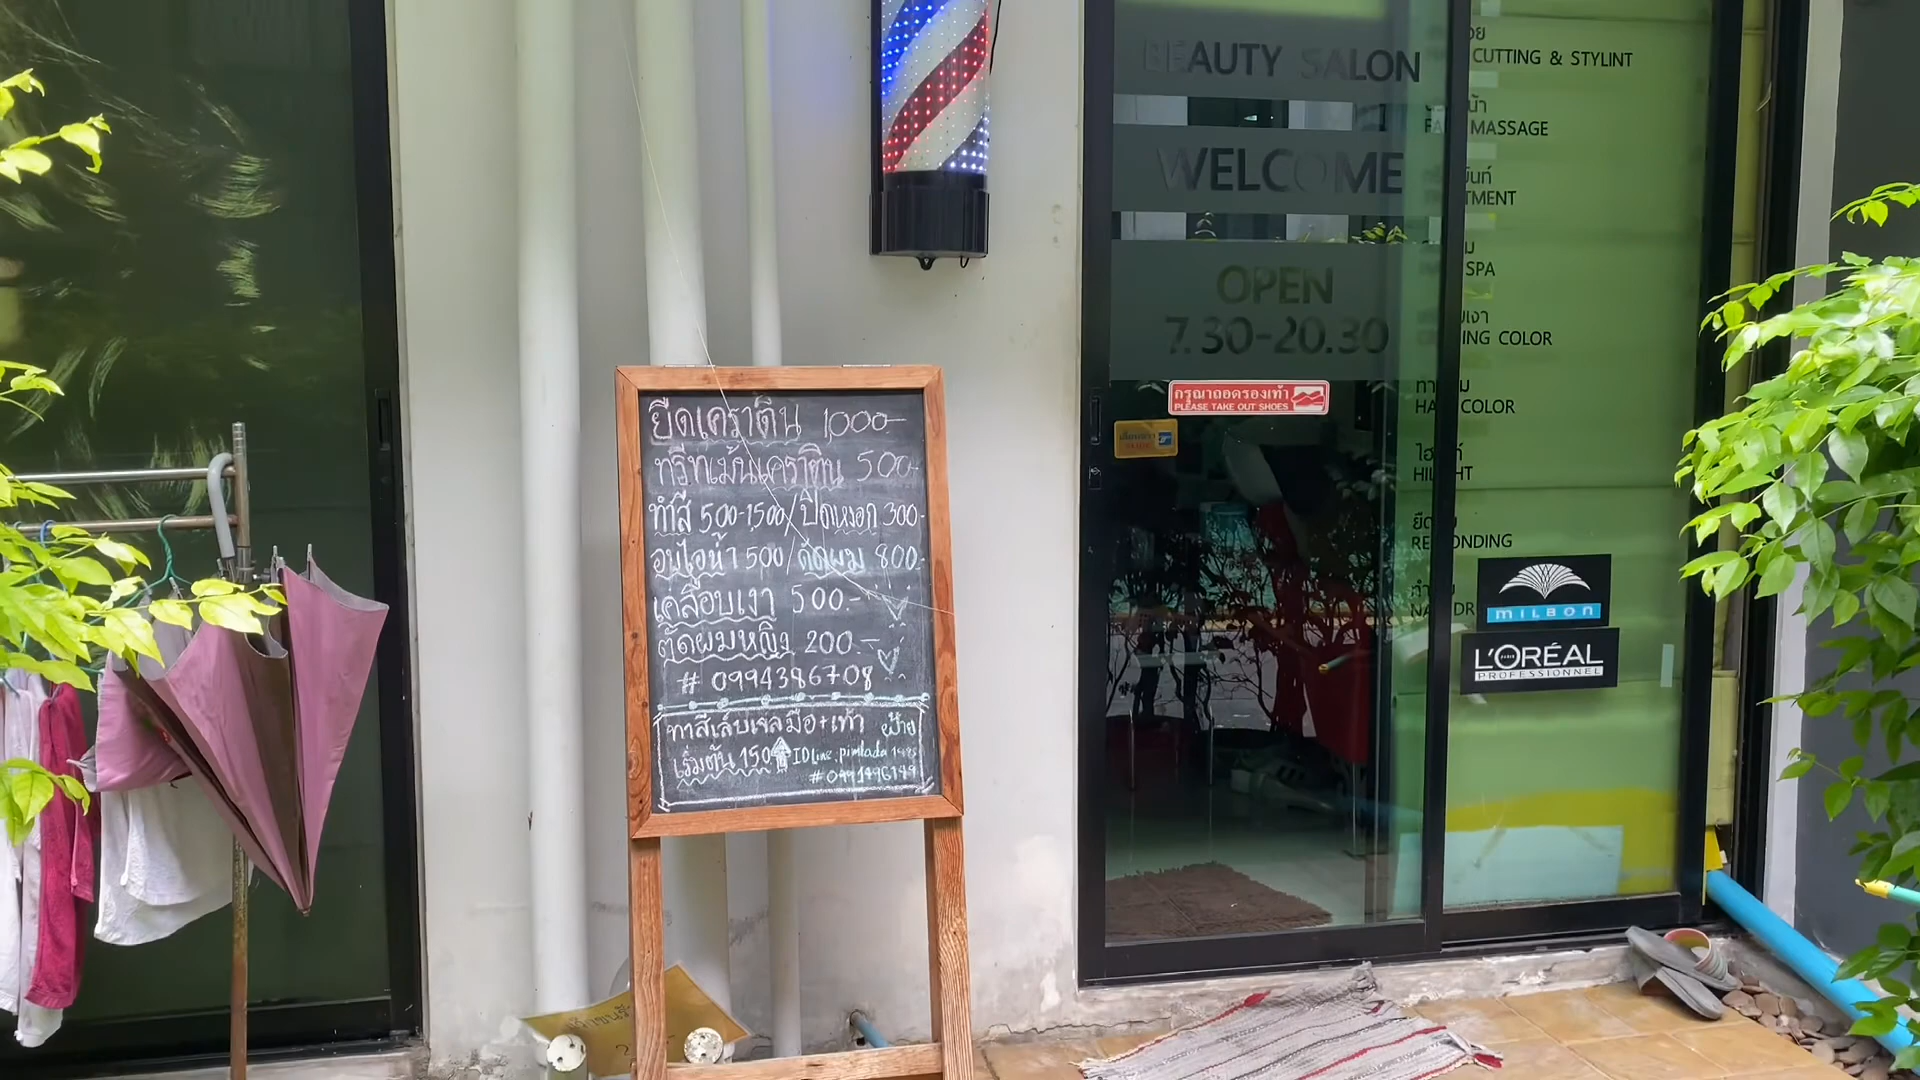 BEAUTY SALON
WELCOME
OPEN
7.30-20.30
กรุณาถอดรองเท้า
PLEASE TAKE OUT SHOES
CUTTING & STYLINT
MASSAGE
SPA
COLOR
COLOR
MILBON
L'ORÉAL
PARIS
PROFESSIONNEL
ยืดเคราติน 1,000-
ทรีทเม้นเคราติน 500-
ทำสี 500-1500/ปิดหงอก 300-
อบไอน้ำ 500/ดัดผม 800-
เคลือบเงา 500.-
ตัดผมหญิง 200.-
# 0994386708
ทาสีเล็บเจลมือ+เท้า
เริ่มต้น 150 ID Line. pimlada